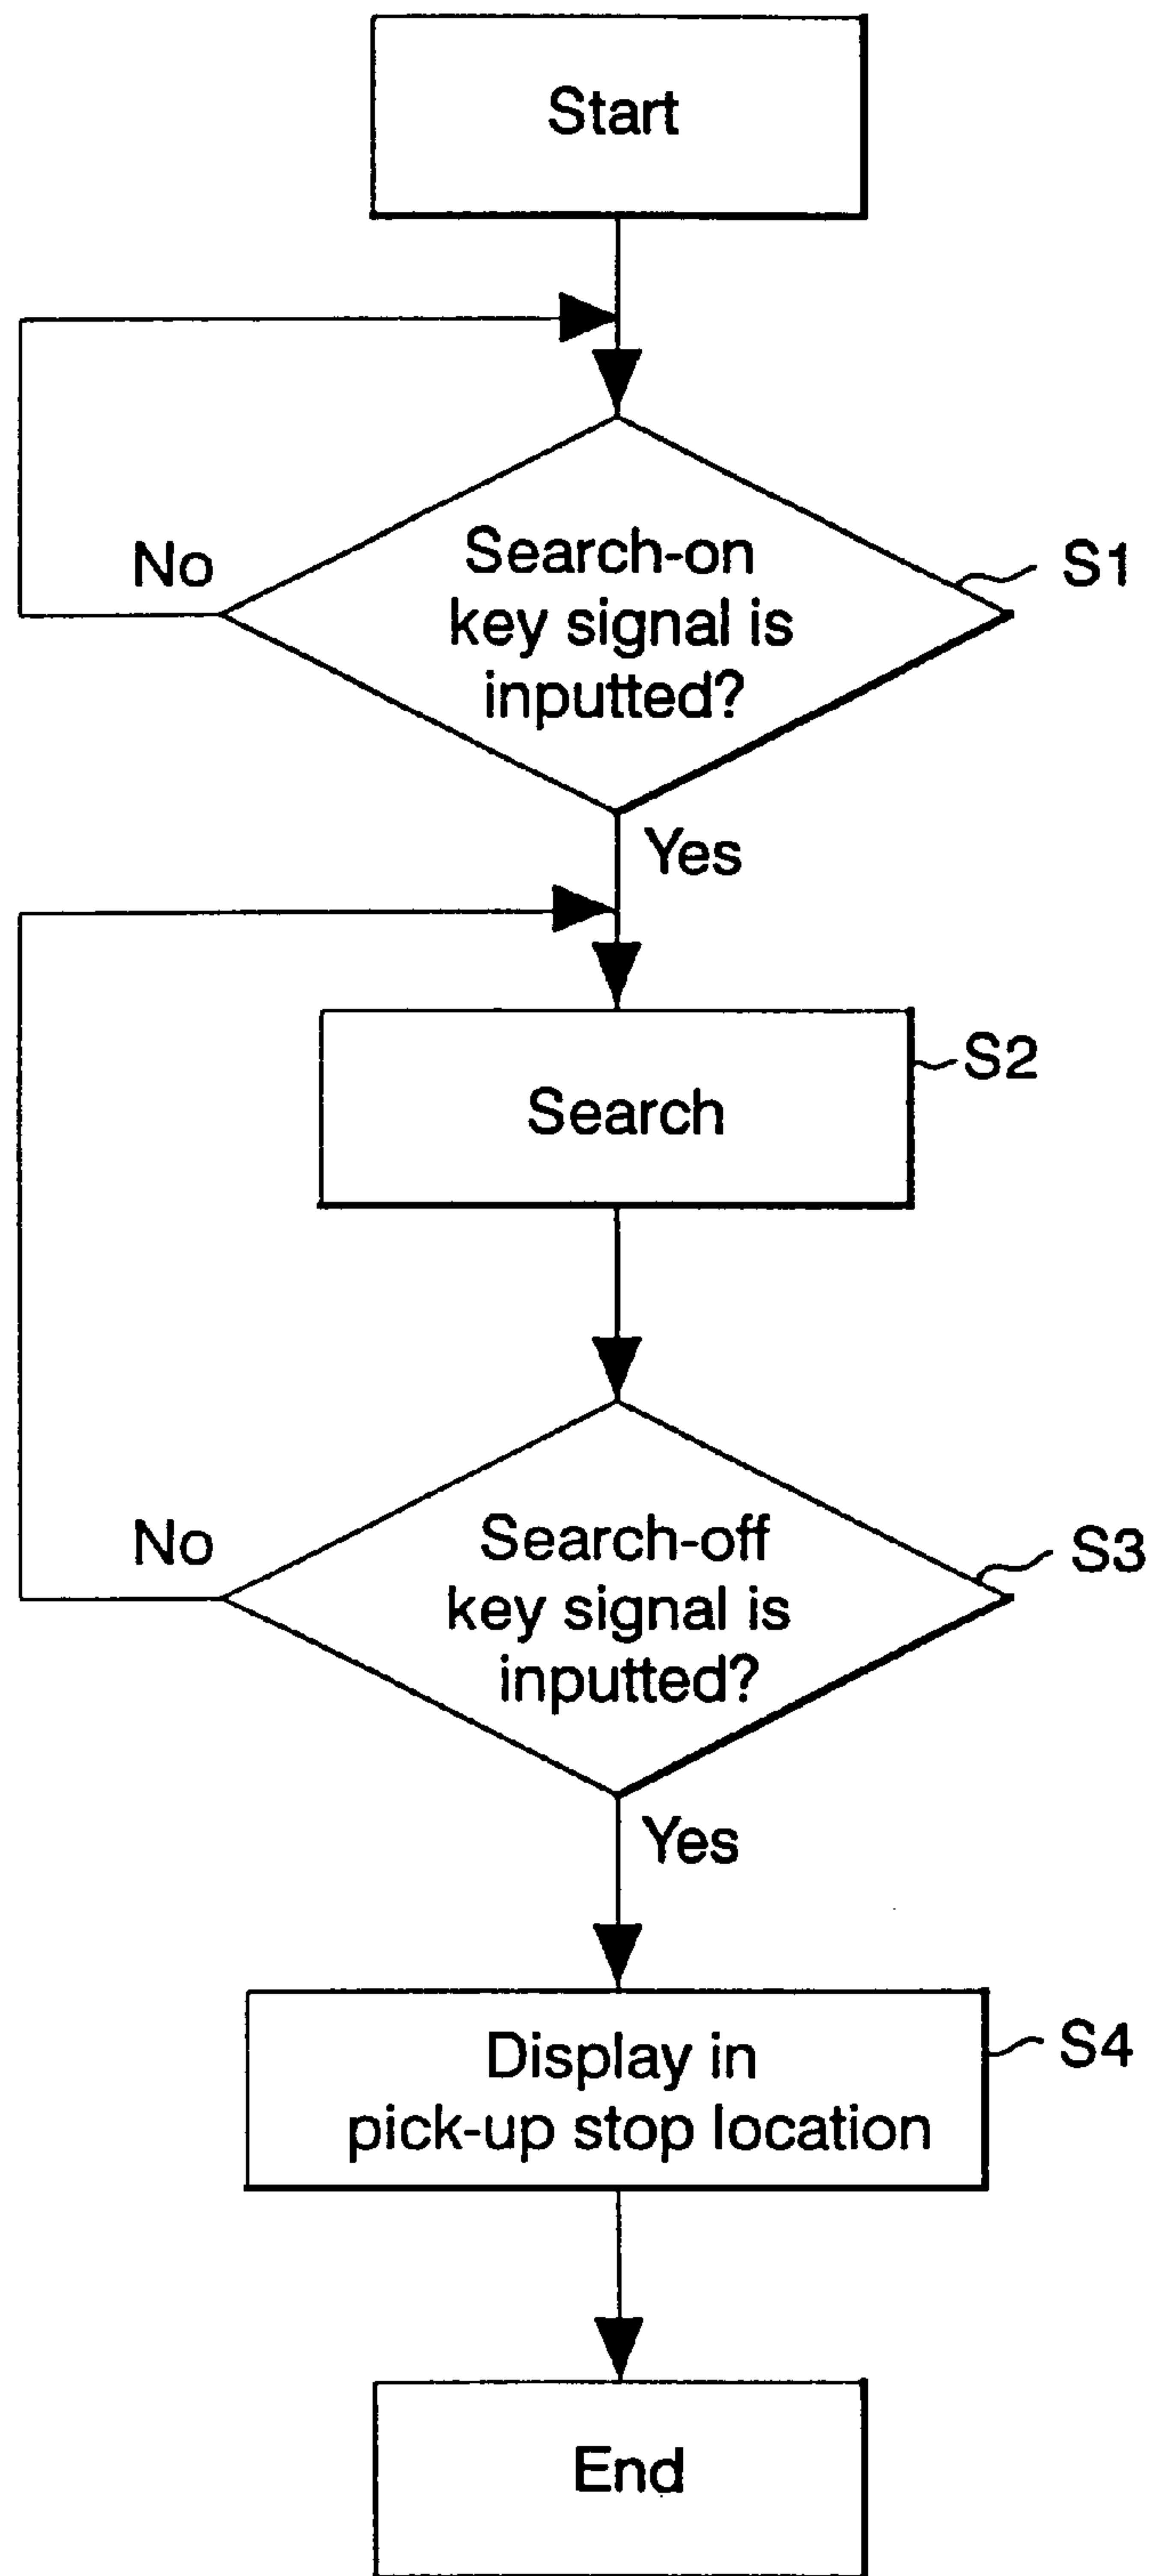 Start
No
Search-on
key signal is
inputted?
S1
Yes
Search
S2
No
Search-off
key signal is
inputted?
S3
Yes
Display in
pick-up stop location
S4
End